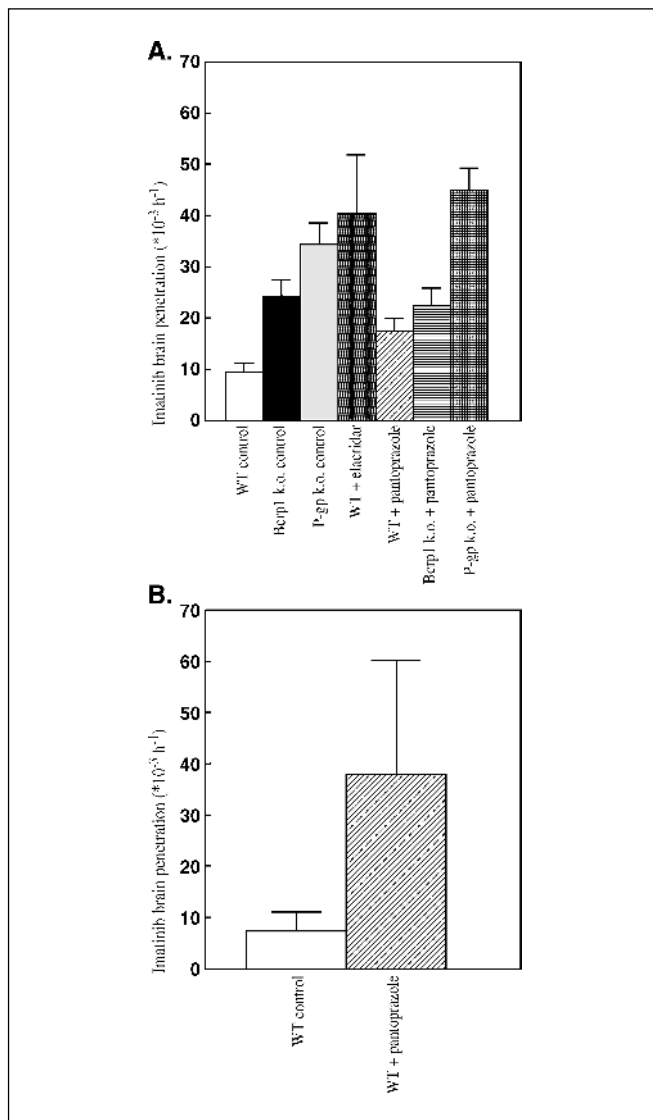 A.
70
60
50
40
30
20
10
0
Imatinib brain penetration (*10⁻³ h⁻¹)
WT control
Bcrp1 k.o. control
P-gp k.o. control
WT + elacridar
WT + pantoprazole
Bcrp1 k.o. + pantoprazole
P-gp k.o. + pantoprazole
B.
70
60
50
40
30
20
10
0
Imatinib brain penetration (*10⁻³ h⁻¹)
WT control
WT + pantoprazole